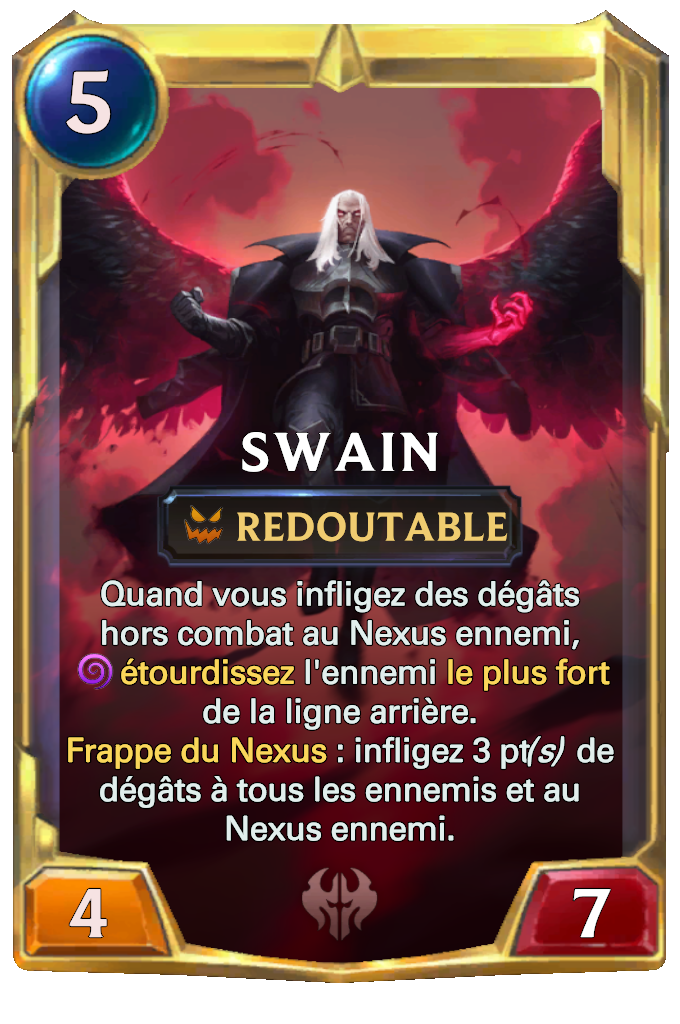 5
SWAIN
REDOUTABLE
Quand vous infligez des dégâts
hors combat au Nexus ennemi,
étourdissez l'ennemi le plus fort
de la ligne arrière.
Frappe du Nexus : infligez 3 pt(s) de
dégâts à tous les ennemis et au
Nexus ennemi.
4
7